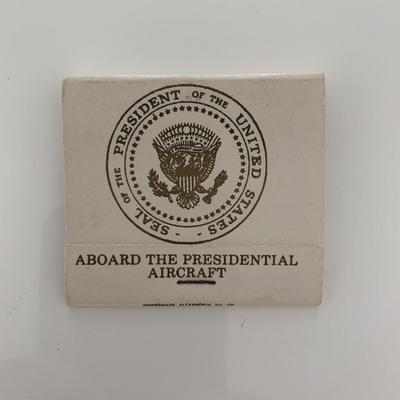 SEAL OF THE PRESIDENT OF THE UNITED STATES
ABOARD THE PRESIDENTIAL
AIRCRAFT